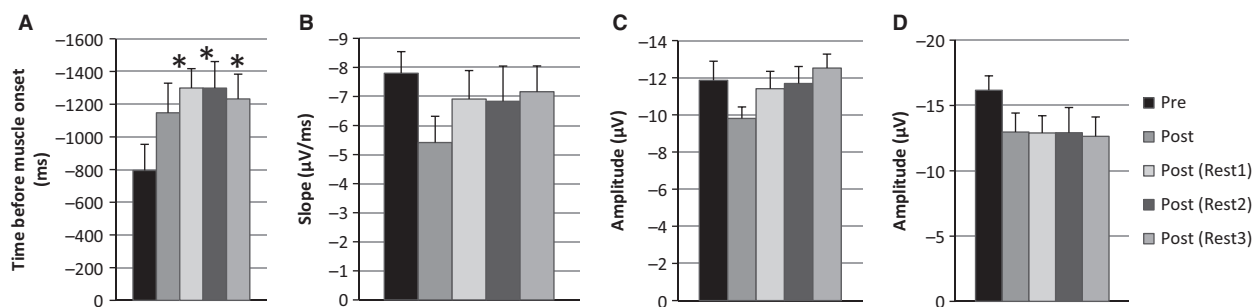 A
Time before muscle onset
(ms)
–1600
–1400
–1200
–1000
–800
–600
–400
–200
0
* * *
B
Slope (µV/ms)
–9
–8
–7
–6
–5
–4
–3
–2
–1
0
C
Amplitude (µV)
–14
–12
–10
–8
–6
–4
–2
0
D
Amplitude (µV)
–20
–15
–10
–5
0
Pre
Post
Post (Rest1)
Post (Rest2)
Post (Rest3)